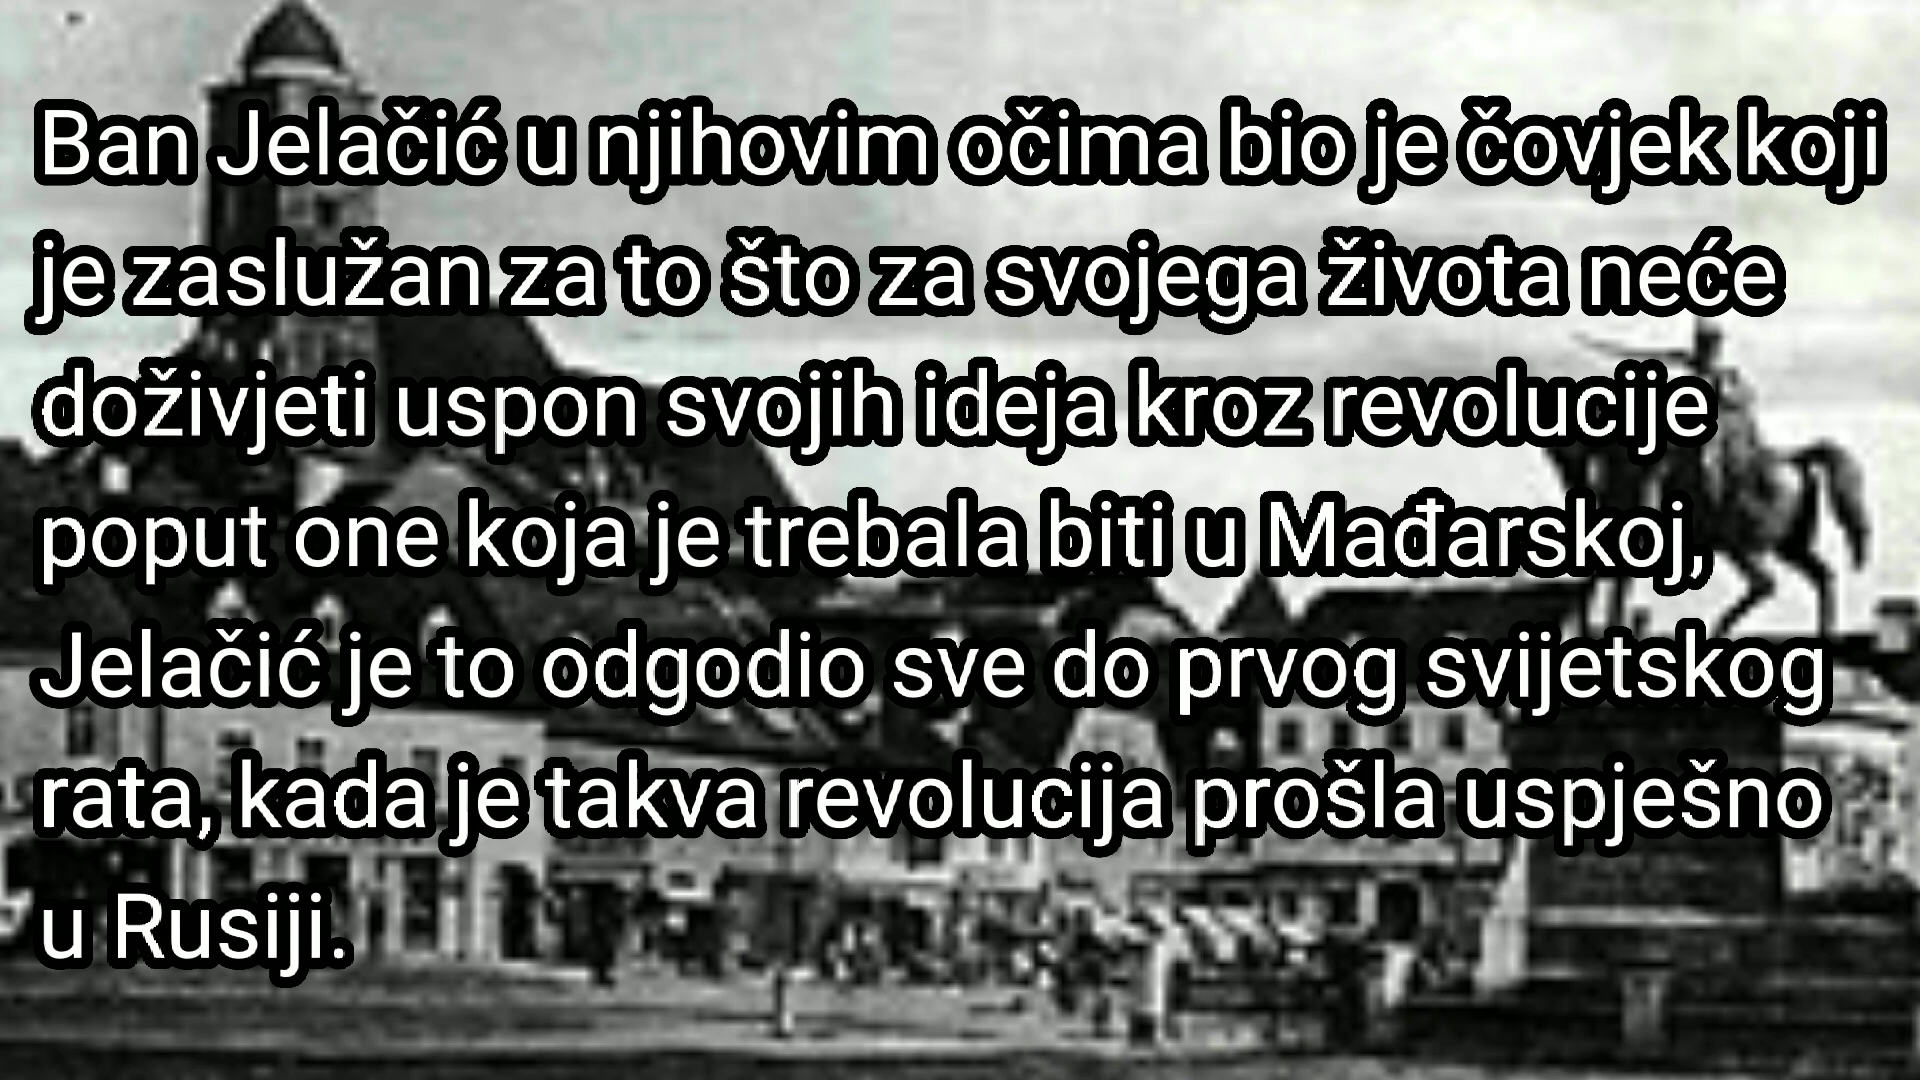 Ban Jelačić u njihovim očima bio je čovjek koji
je zaslužan za to što za svojega života neće
doživjeti uspon svojih ideja kroz revolucije
poput one koja je trebala biti u Mađarskoj,
Jelačić je to odgodio sve do prvog svijetskog
rata, kada je takva revolucija prošla uspješno
u Rusiji.